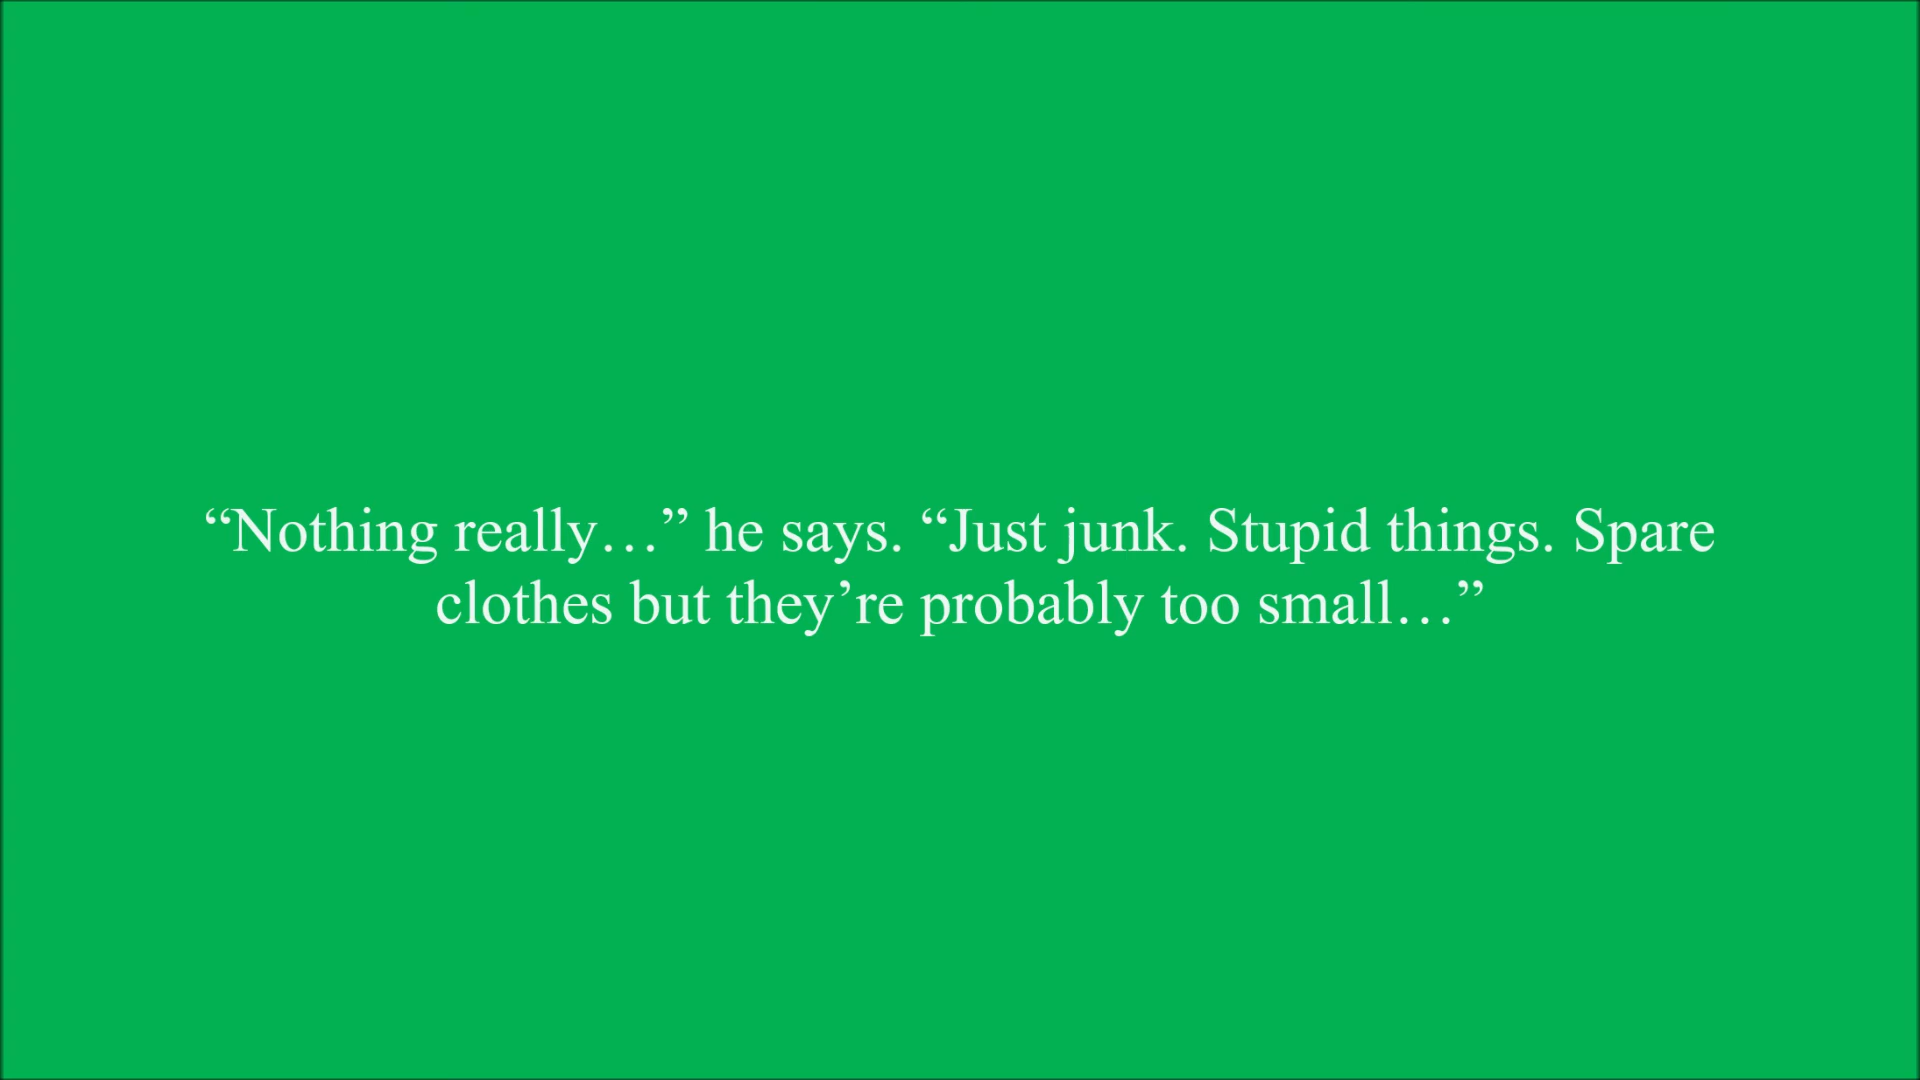 “Nothing really…” he says. “Just junk. Stupid things. Spare
clothes but they’re probably too small…”